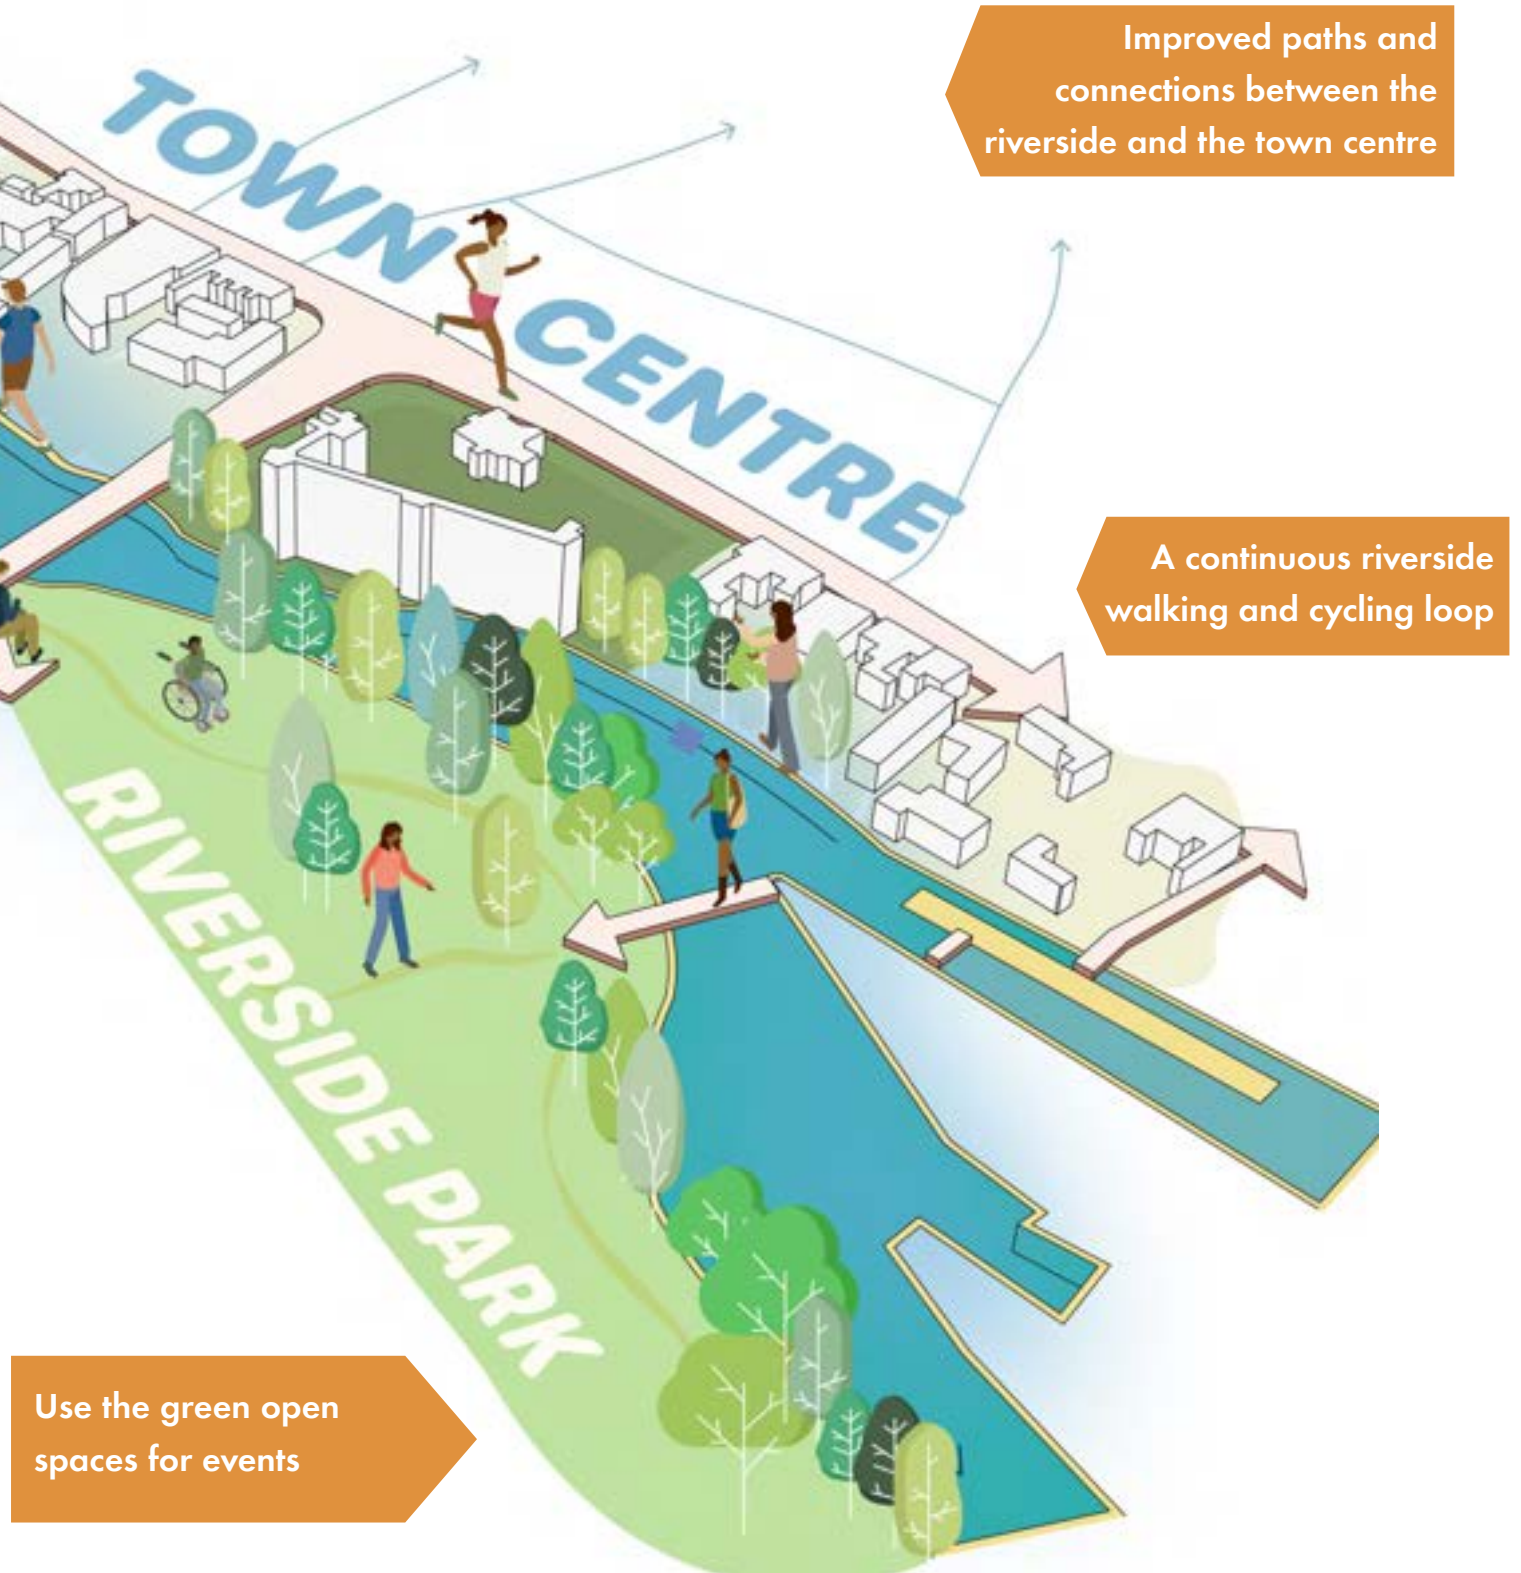 Improved paths and
connections between the
riverside and the town centre
TOWN CENTRE
A continuous riverside
walking and cycling loop
RIVERSIDE PARK
Use the green open
spaces for events